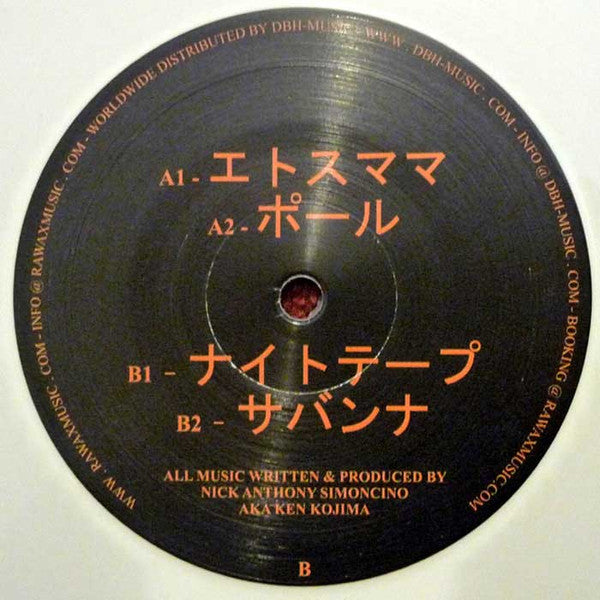 WWW . RAWAXMUSIC . COM - INFO @ RAWAXMUSIC . COM - WORLDWIDE DISTRIBUTED BY DBH-MUSIC - WWW . DBH-MUSIC . COM - INFO @ DBH-MUSIC . COM - BOOKING @ RAWAXMUSIC.COM
A1 - エトスママ
A2 - ポール
B1 - ナイトテープ
B2 - サバンナ
ALL MUSIC WRITTEN & PRODUCED BY
NICK ANTHONY SIMONCINO
AKA KEN KOJIMA
B